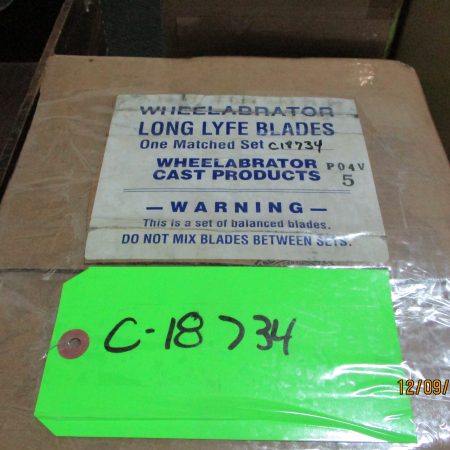 WHEELABRATOR
LONG LYFE BLADES
One Matched Set C18734
WHEELABRATOR P04V
CAST PRODUCTS 5
— WARNING —
This is a set of balanced blades.
DO NOT MIX BLADES BETWEEN SETS.
C-18734
12/09/